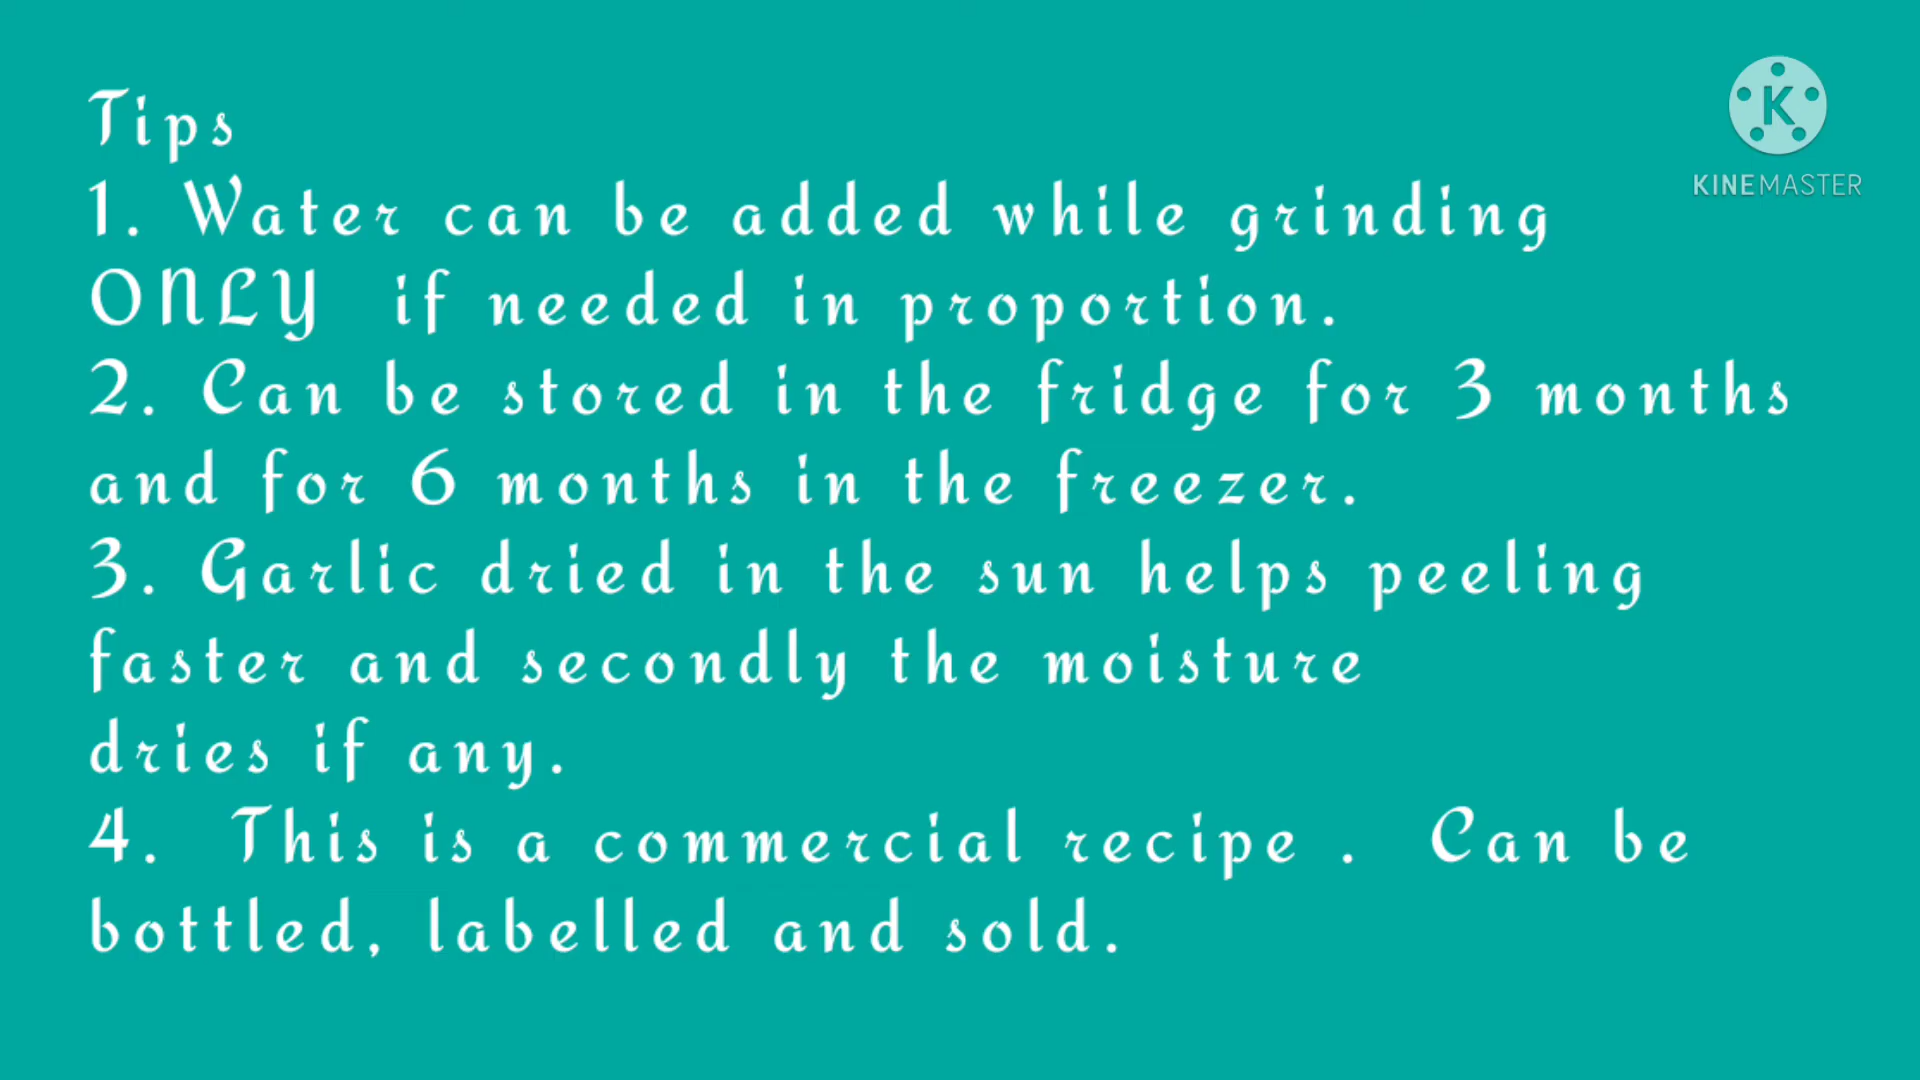 Tips
1. Water can be added while grinding
ONLY if needed in proportion.
2. Can be stored in the fridge for 3 months
and for 6 months in the freezer.
3. Garlic dried in the sun helps peeling
faster and secondly the moisture
dries if any.
4. This is a commercial recipe . Can be
bottled, labelled and sold.
K
KINEMASTER